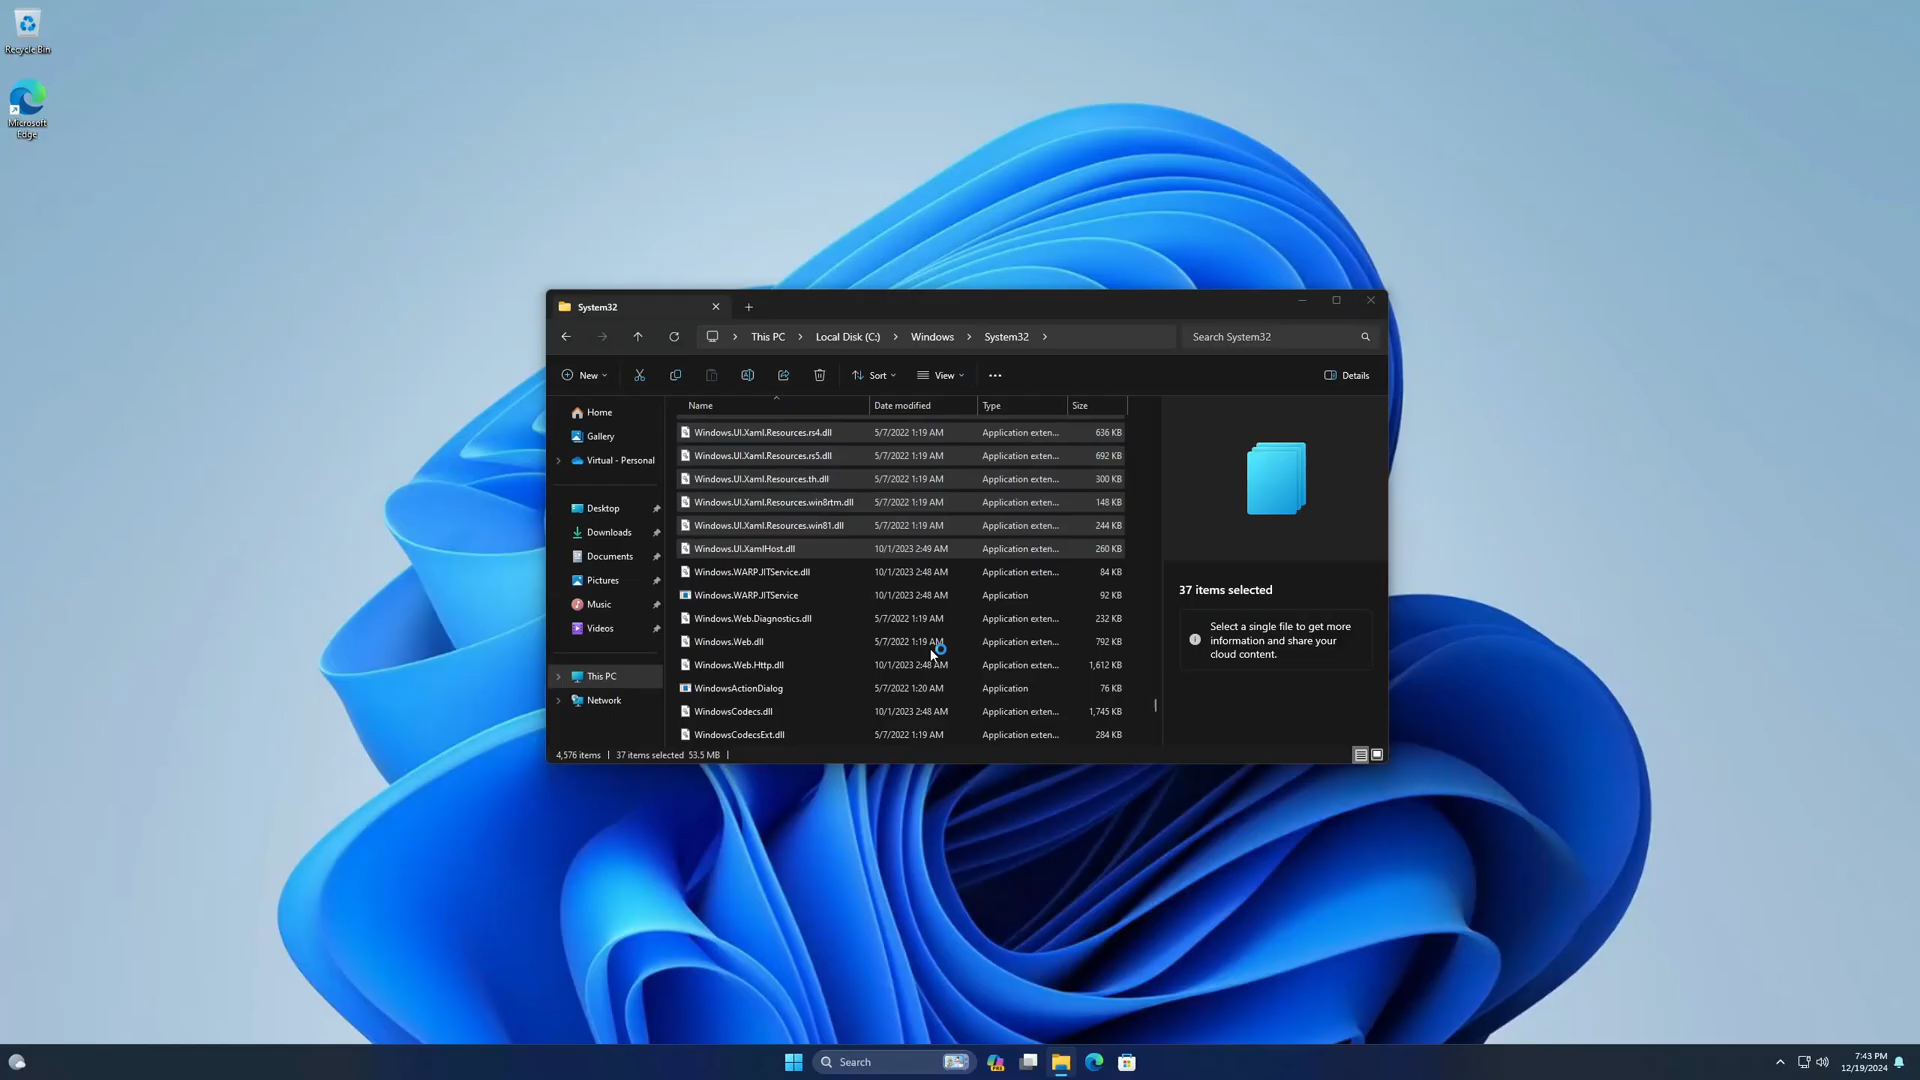 Recycle Bin
Microsoft
Edge
System32
This PC
Local Disk (C:)
Windows
System32
Search System32
New
Sort
View
Details
Home
Gallery
Virtual - Personal
Desktop
Downloads
Documents
Pictures
Music
Videos
This PC
Network
Name Date modified Type Size
Windows.UI.Xaml.Resources.rs4.dll 5/7/2022 1:19 AM Application exten... 636 KB
Windows.UI.Xaml.Resources.rs5.dll 5/7/2022 1:19 AM Application exten... 692 KB
Windows.UI.Xaml.Resources.th.dll 5/7/2022 1:19 AM Application exten... 300 KB
Windows.UI.Xaml.Resources.win8rtm.dll 5/7/2022 1:19 AM Application exten... 148 KB
Windows.UI.Xaml.Resources.win81.dll 5/7/2022 1:19 AM Application exten... 244 KB
Windows.UI.XamlHost.dll 10/1/2023 2:49 AM Application exten... 260 KB
Windows.WARP.JITService.dll 10/1/2023 2:48 AM Application exten... 84 KB
Windows.WARP.JITService 10/1/2023 2:48 AM Application 92 KB
Windows.Web.Diagnostics.dll 5/7/2022 1:19 AM Application exten... 232 KB
Windows.Web.dll 5/7/2022 1:19 AM Application exten... 792 KB
Windows.Web.Http.dll 10/1/2023 2:48 AM Application exten... 1,612 KB
WindowsActionDialog 5/7/2022 1:20 AM Application 76 KB
WindowsCodecs.dll 10/1/2023 2:48 AM Application exten... 1,745 KB
WindowsCodecsExt.dll 5/7/2022 1:19 AM Application exten... 284 KB
37 items selected
Select a single file to get more
information and share your
cloud content.
4,576 items
37 items selected 53.5 MB
Search
PRE
7:43 PM
12/19/2024